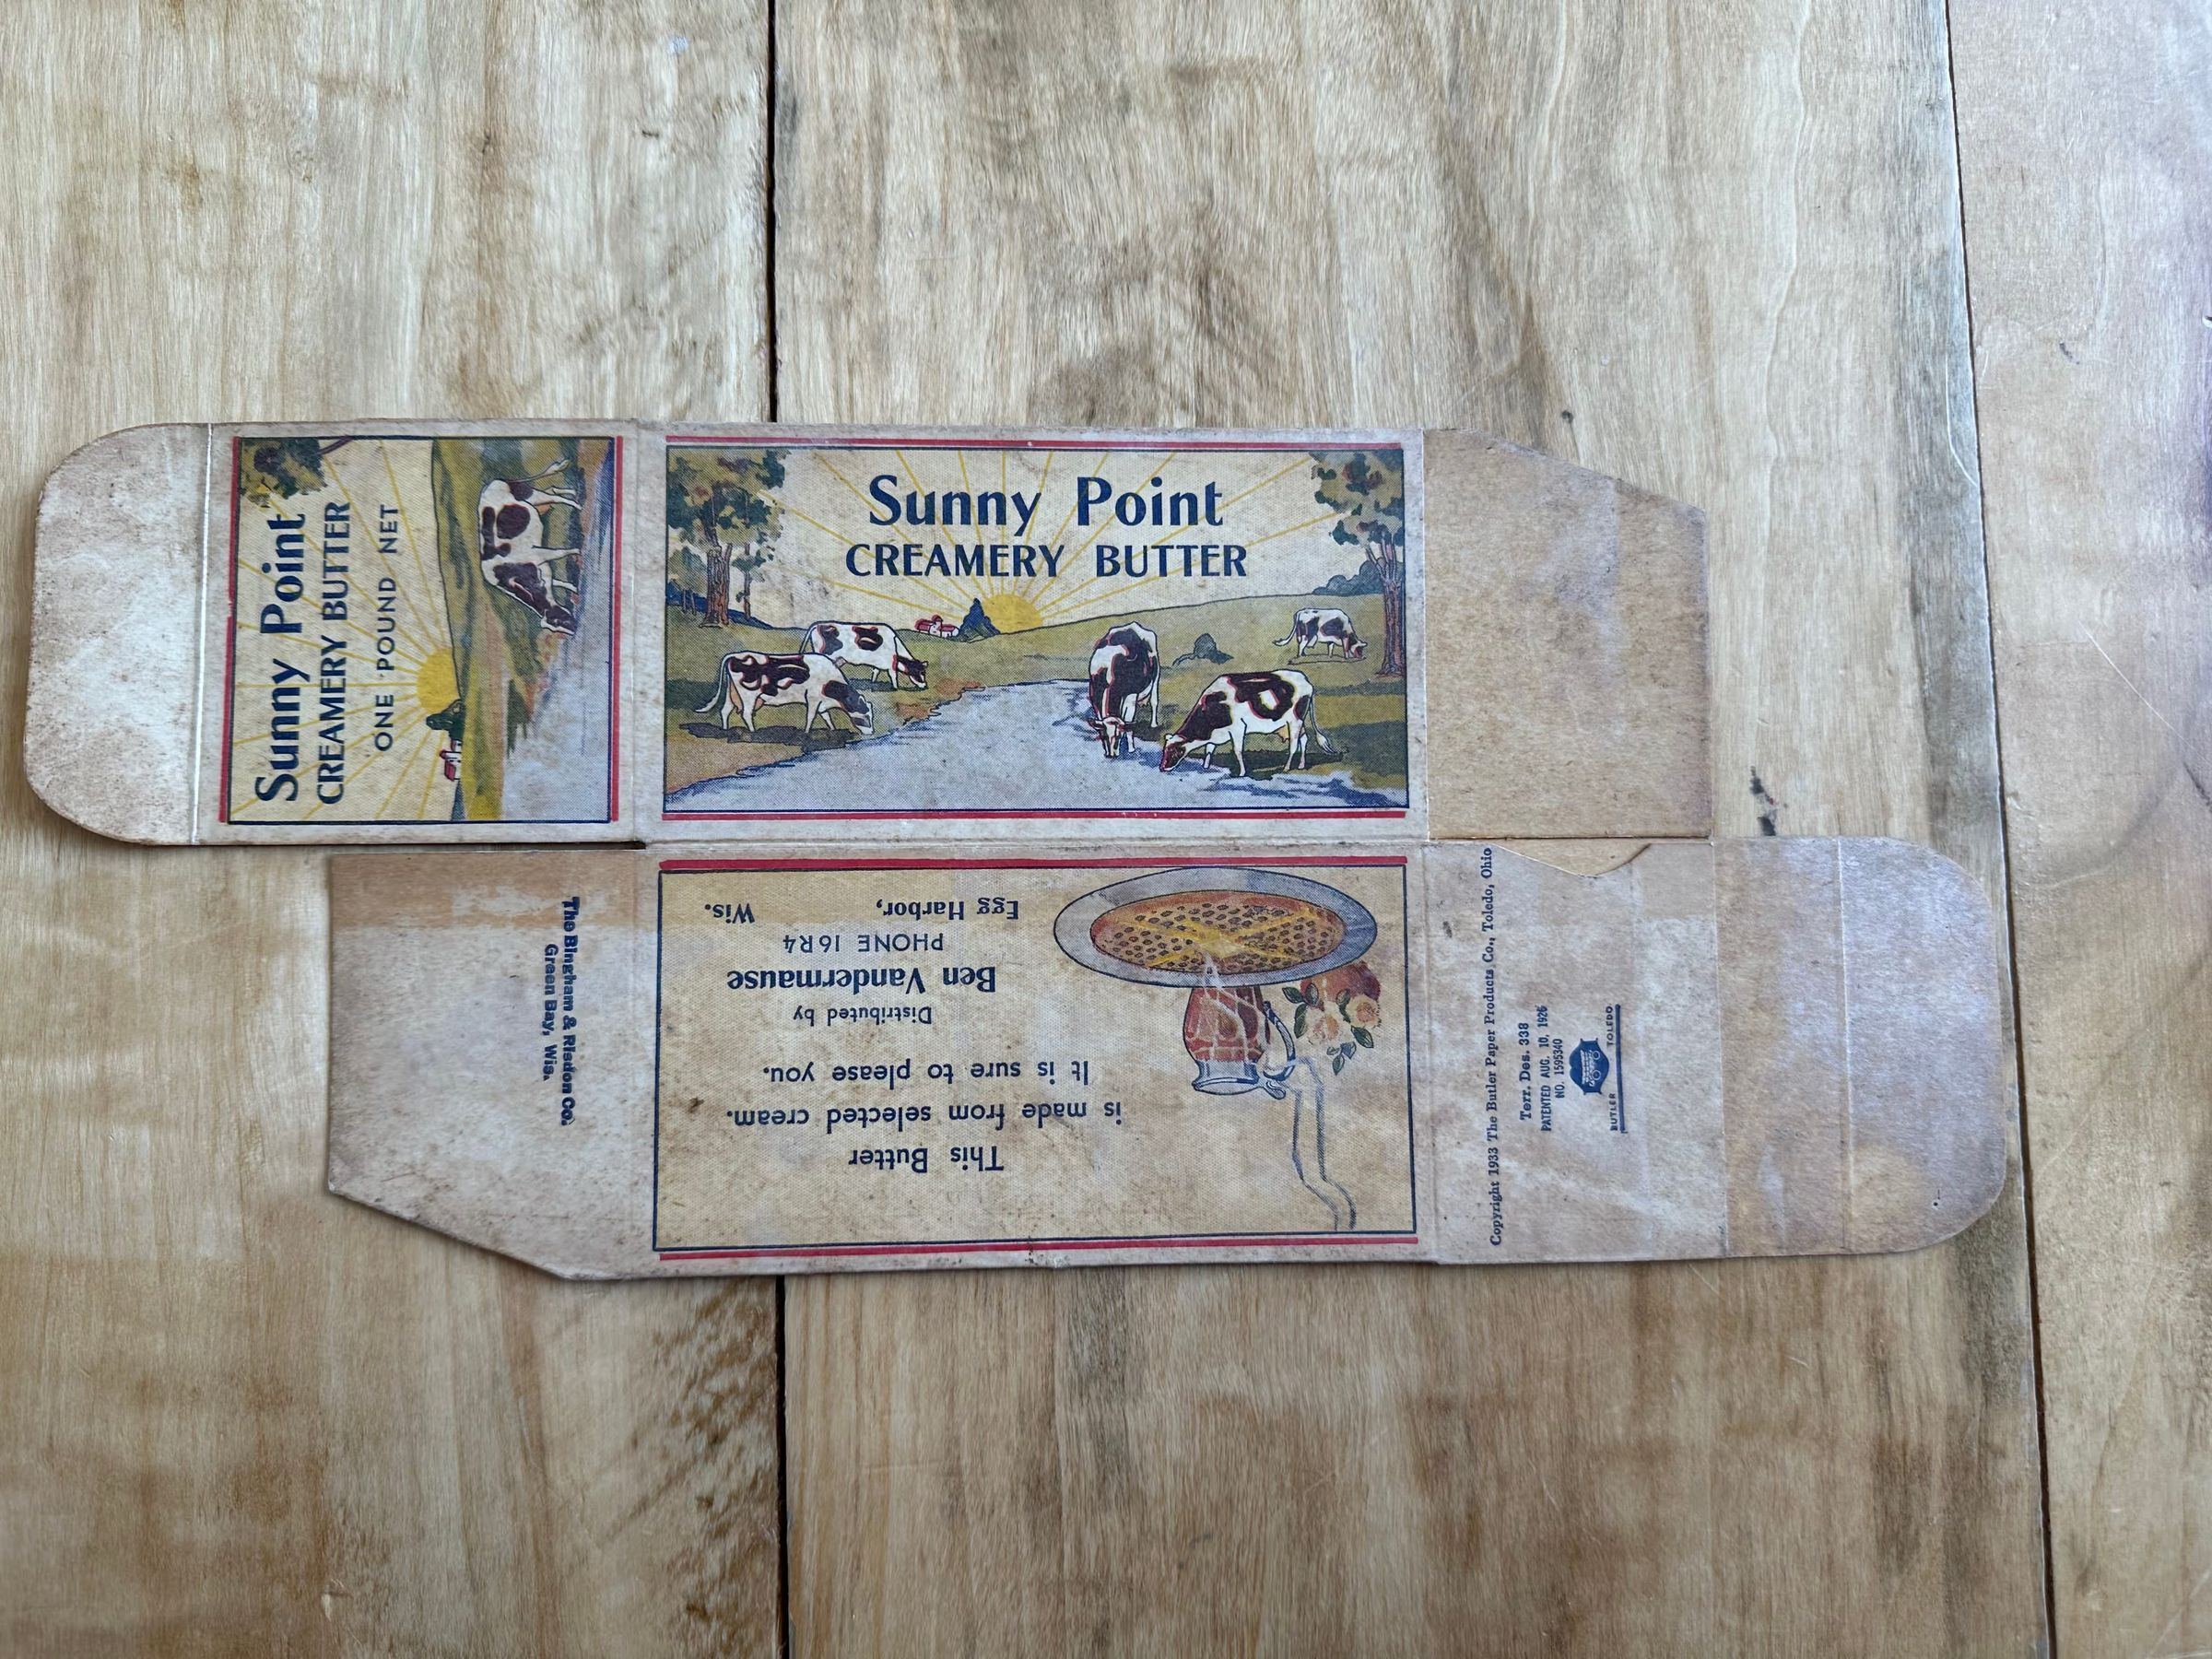 Sunny Point
CREAMERY BUTTER
ONE POUND NET
Sunny Point
CREAMERY BUTTER
This Butter
is made from selected cream.
It is sure to please you.
Distributed by
Ben Vandermause
PHONE 16R4
Egg Harbor, Wis.
The Bingham & Risdon Co.
Green Bay, Wis.
Copyright 1933 The Butler Paper Products Co., Toledo, Ohio
Terr. Des. 338
PATENTED AUG. 10, 1926
NO. 1595340
BUTLER TOLEDO